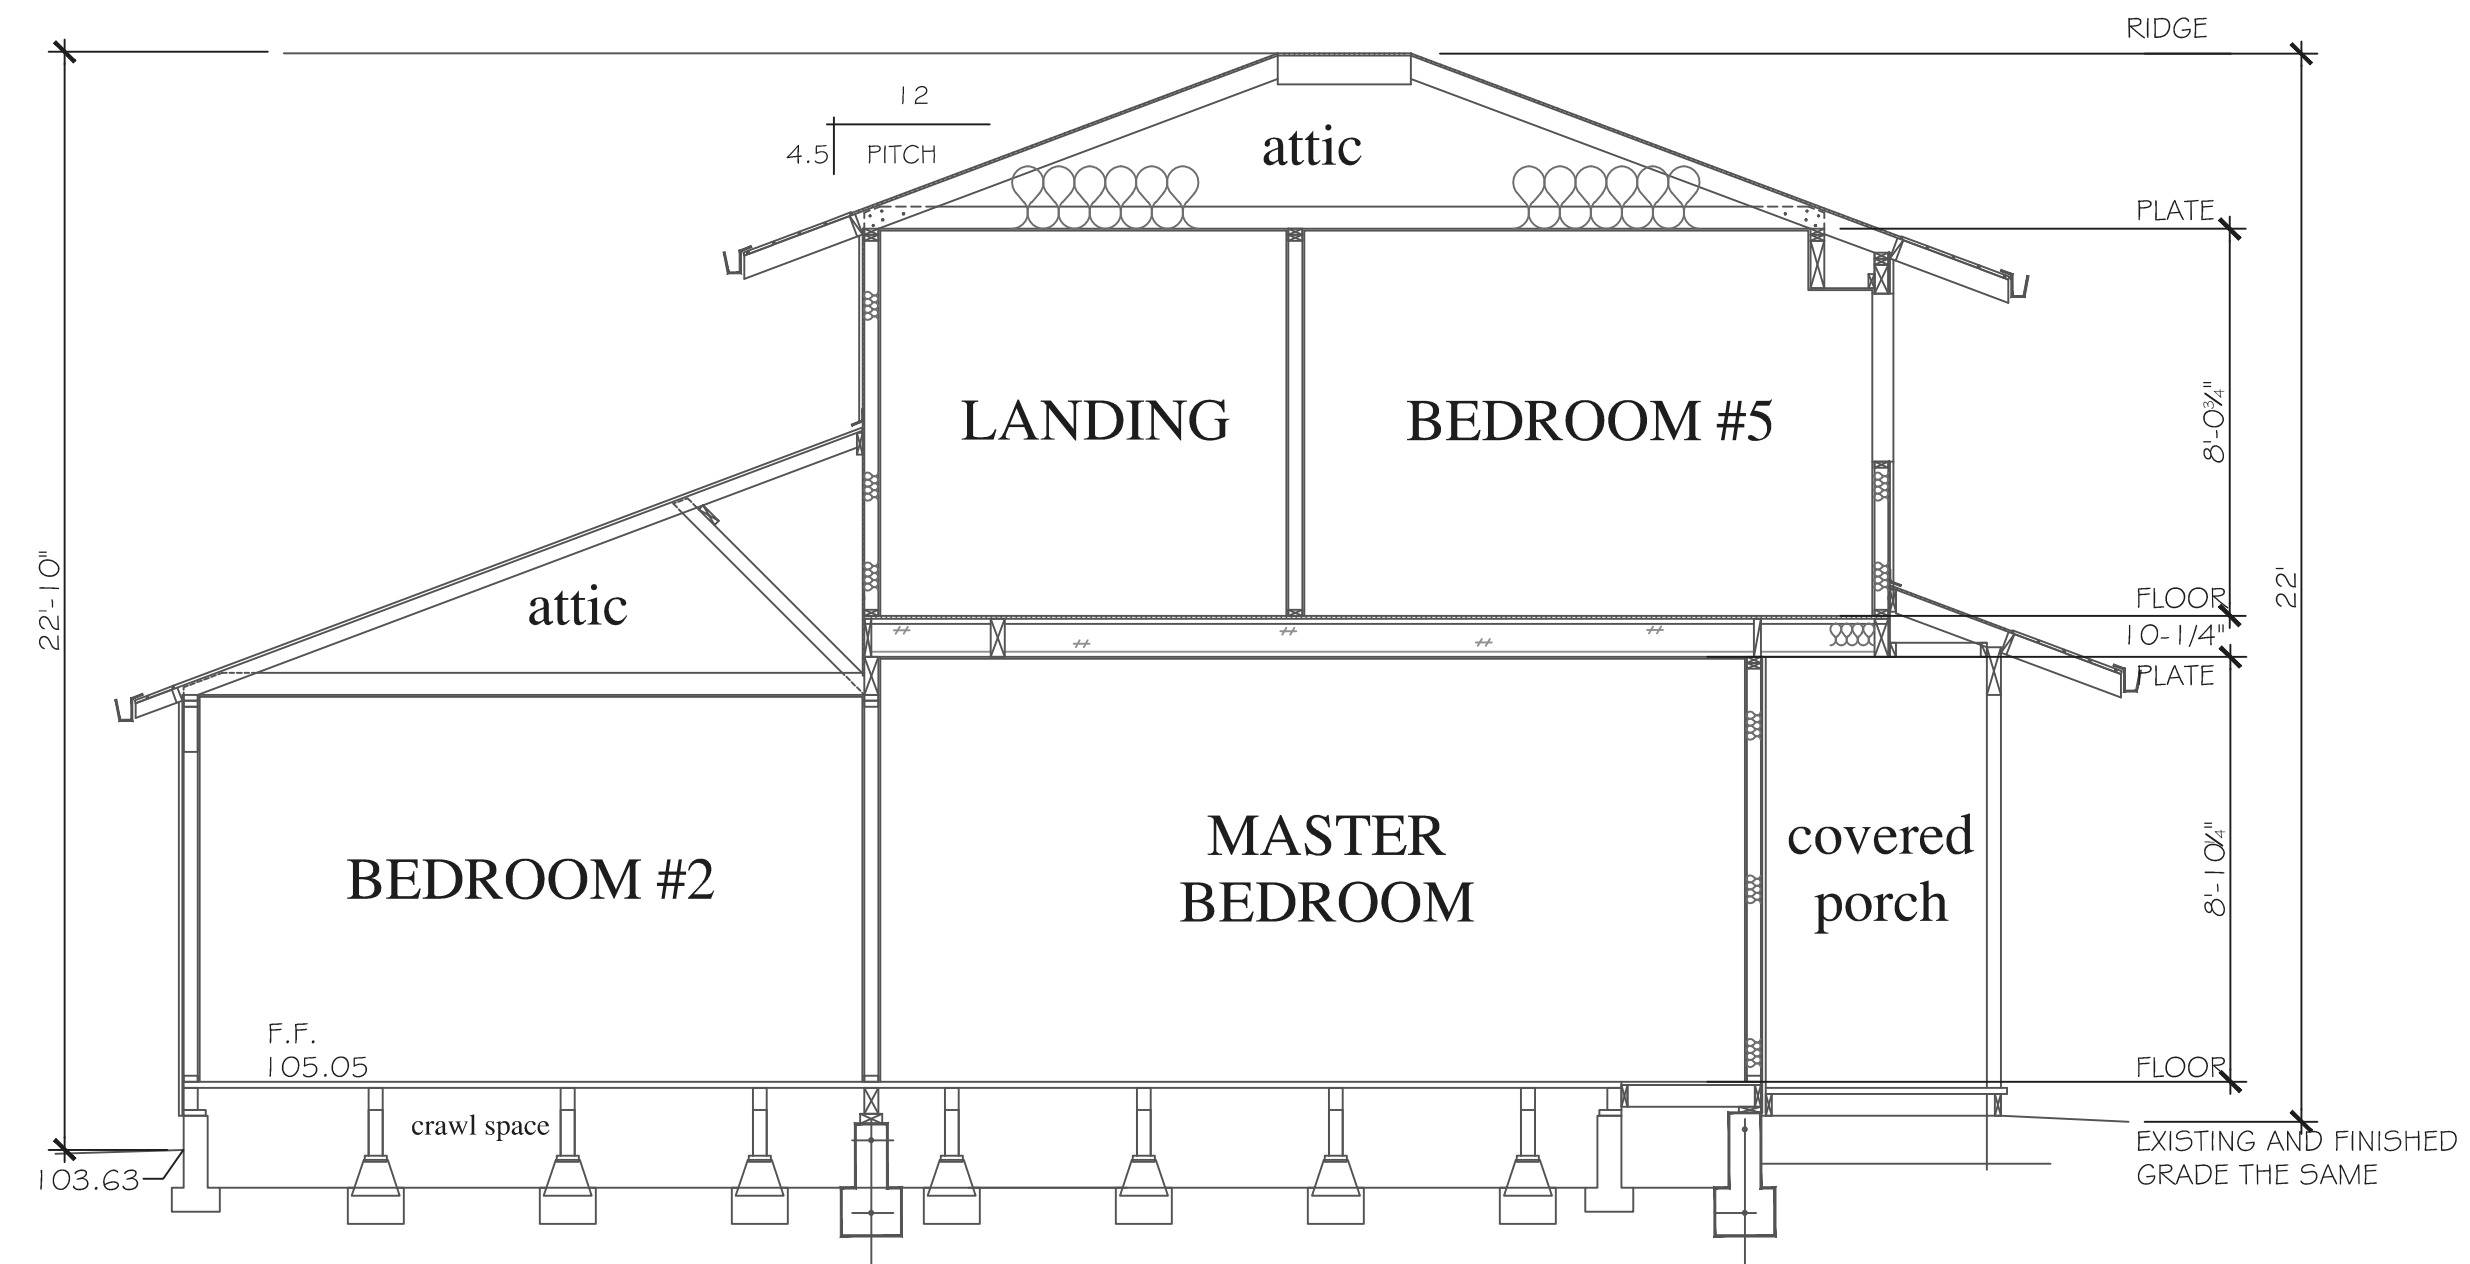 RIDGE
12
4.5
PITCH
attic
PLATE
LANDING
BEDROOM #5
8'-0¾"
22'-10"
attic
FLOOR
22'
10-1/4"
PLATE
BEDROOM #2
MASTER
BEDROOM
covered
porch
8'-10¼"
F.F.
105.05
FLOOR
crawl space
103.63
EXISTING AND FINISHED
GRADE THE SAME